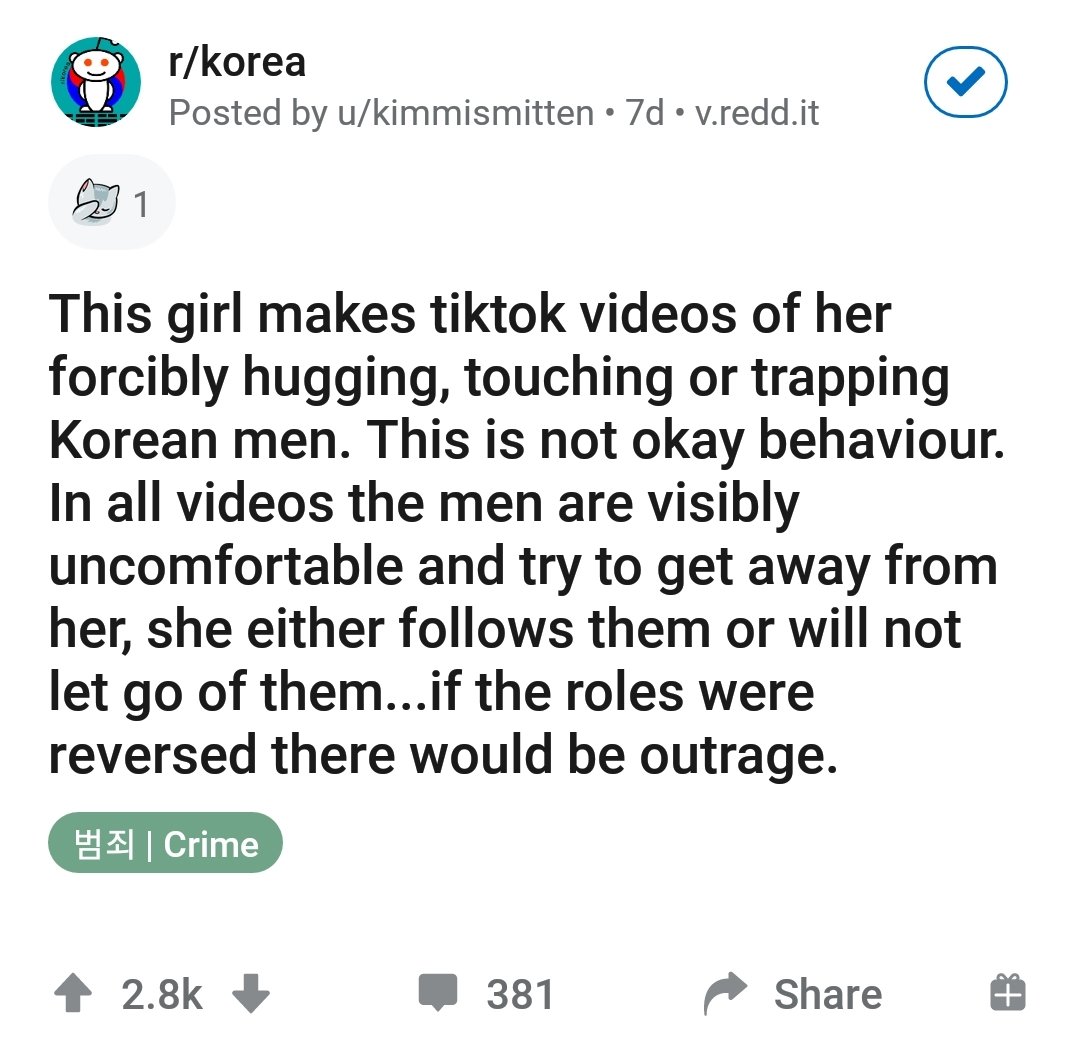 r/korea
Posted by u/kimmismitten • 7d • v.redd.it
1
This girl makes tiktok videos of her
forcibly hugging, touching or trapping
Korean men. This is not okay behaviour.
In all videos the men are visibly
uncomfortable and try to get away from
her, she either follows them or will not
let go of them...if the roles were
reversed there would be outrage.
범죄 | Crime
2.8k 381 Share